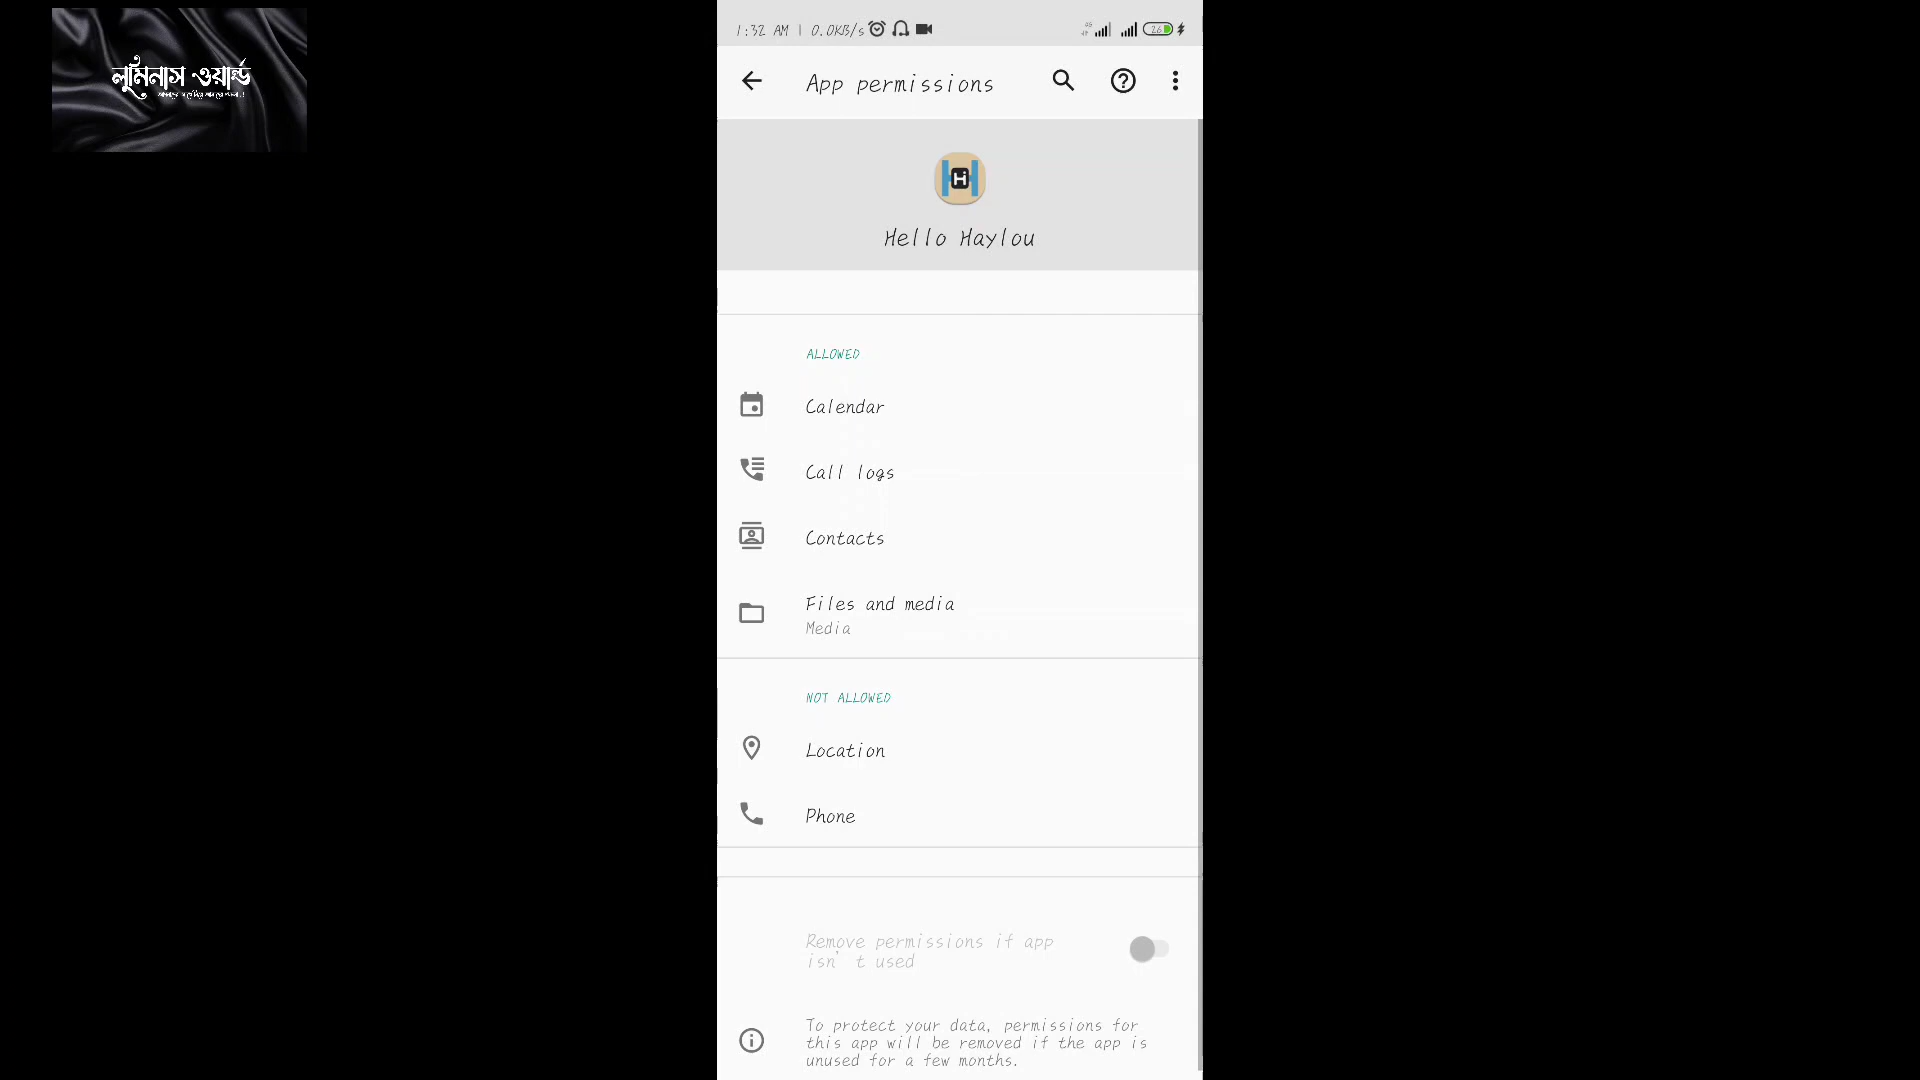 লুমিনাস ওয়ার্ল্ড
1:32 AM | 0.0KB/s
26
App permissions
Hello Haylou
ALLOWED
Calendar
Call logs
Contacts
Files and media
Media
NOT ALLOWED
Location
Phone
Remove permissions if app
isn't used
To protect your data, permissions for
this app will be removed if the app is
unused for a few months.